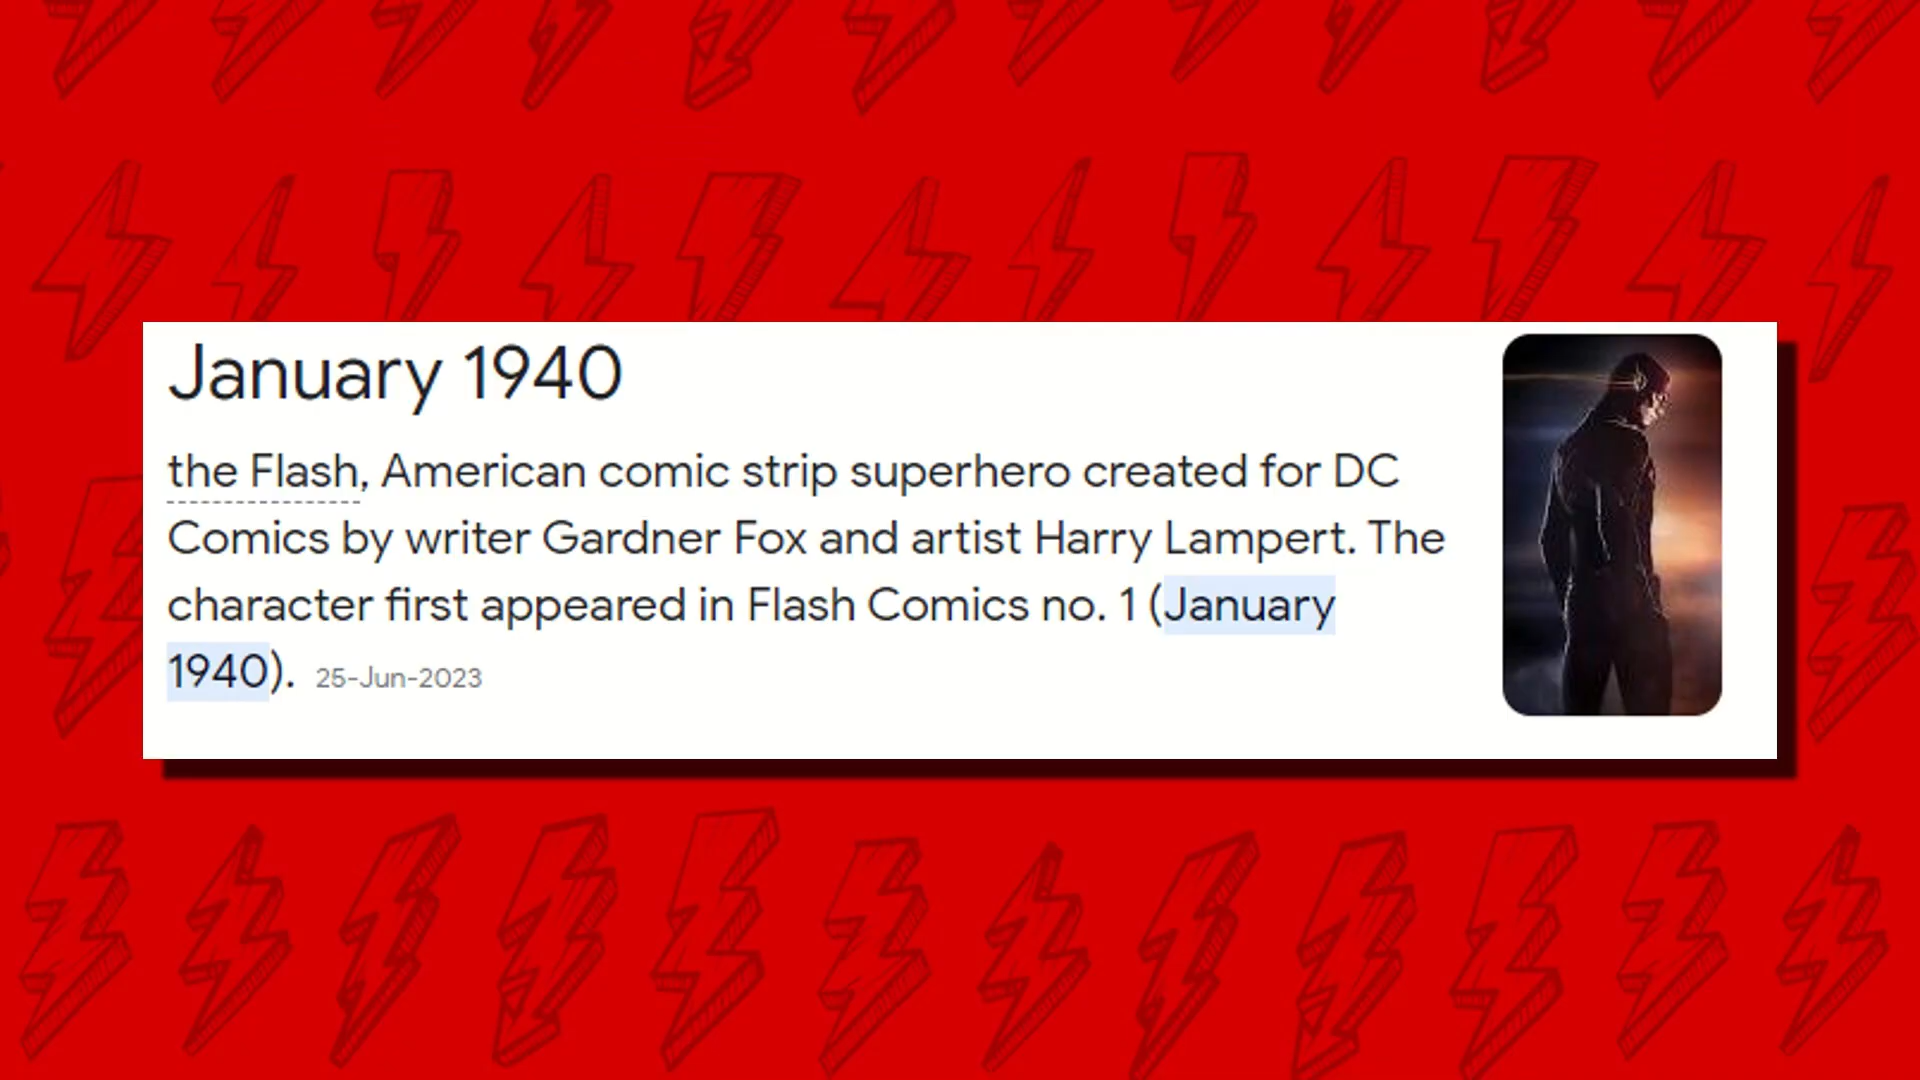 January 1940
the Flash, American comic strip superhero created for DC
Comics by writer Gardner Fox and artist Harry Lampert. The
character first appeared in Flash Comics no. 1 (January
1940). 25-Jun-2023